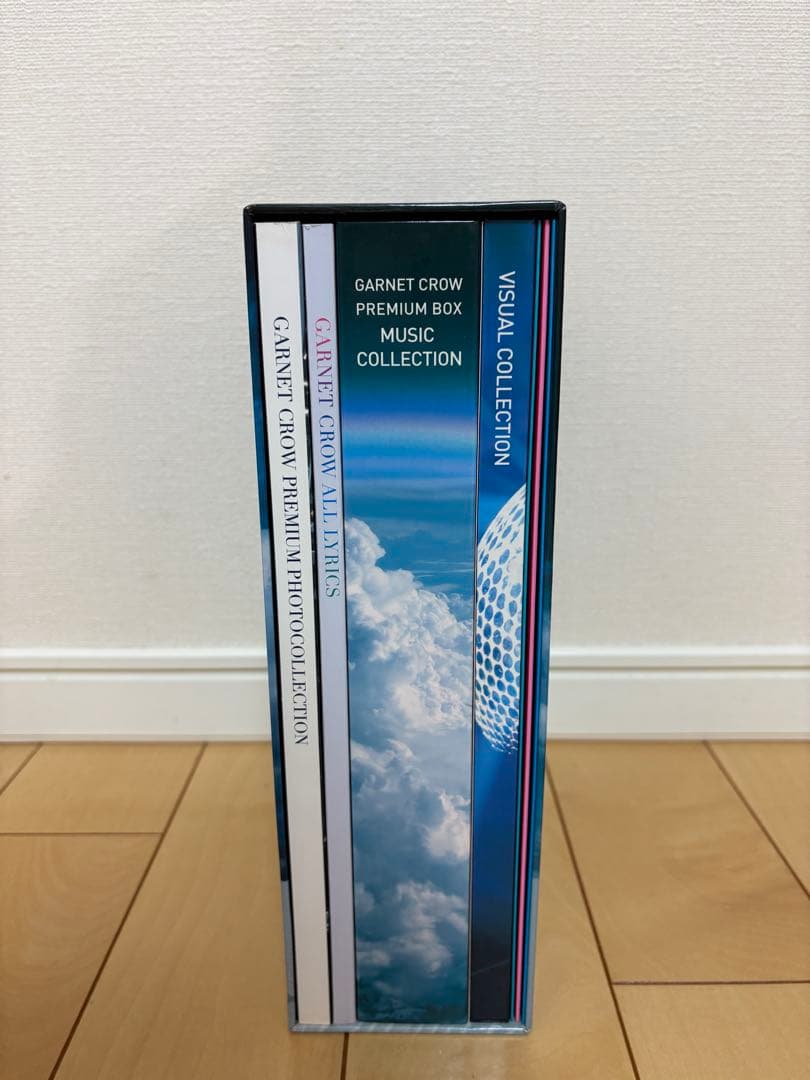 GARNET CROW PREMIUM PHOTOCOLLECTION
GARNET CROW ALL LYRICS
GARNET CROW
PREMIUM BOX
MUSIC
COLLECTION
VISUAL COLLECTION